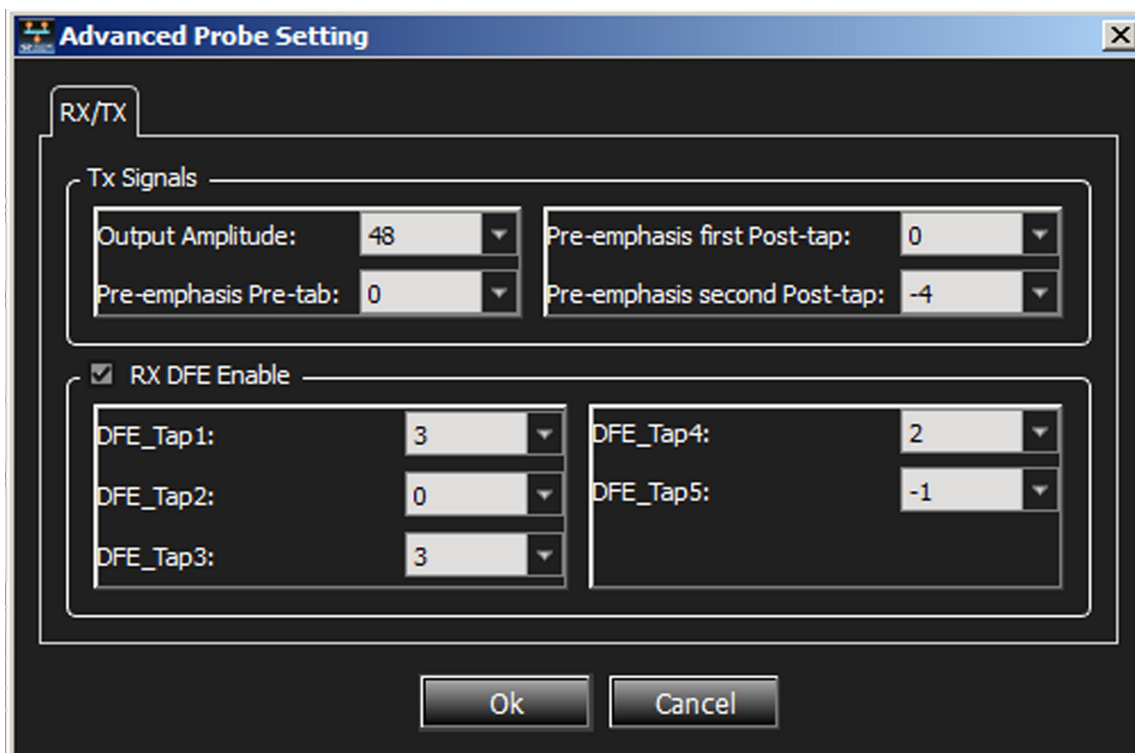 Advanced Probe Setting
RX/TX
Tx Signals
Output Amplitude: 48
Pre-emphasis first Post-tap: 0
Pre-emphasis Pre-tab: 0
Pre-emphasis second Post-tap: -4
RX DFE Enable
DFE_Tap1: 3
DFE_Tap2: 0
DFE_Tap3: 3
DFE_Tap4: 2
DFE_Tap5: -1
Ok
Cancel